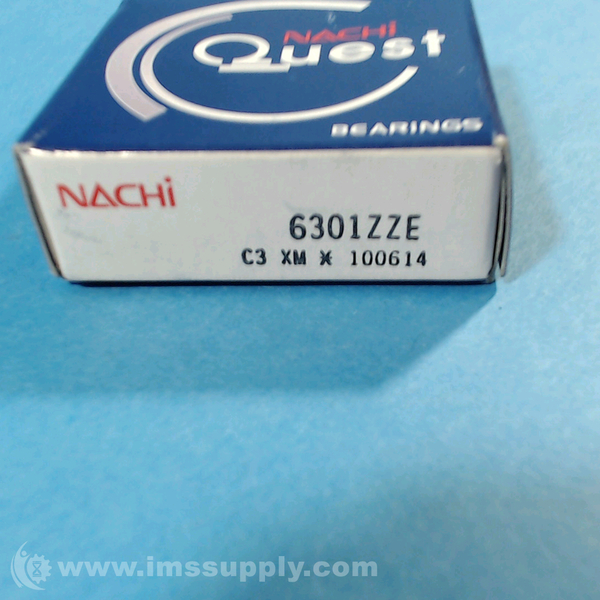 NACHi
Quest
BEARINGS
NACHi
6301ZZE
C3 XM X 100614
www.imssupply.com